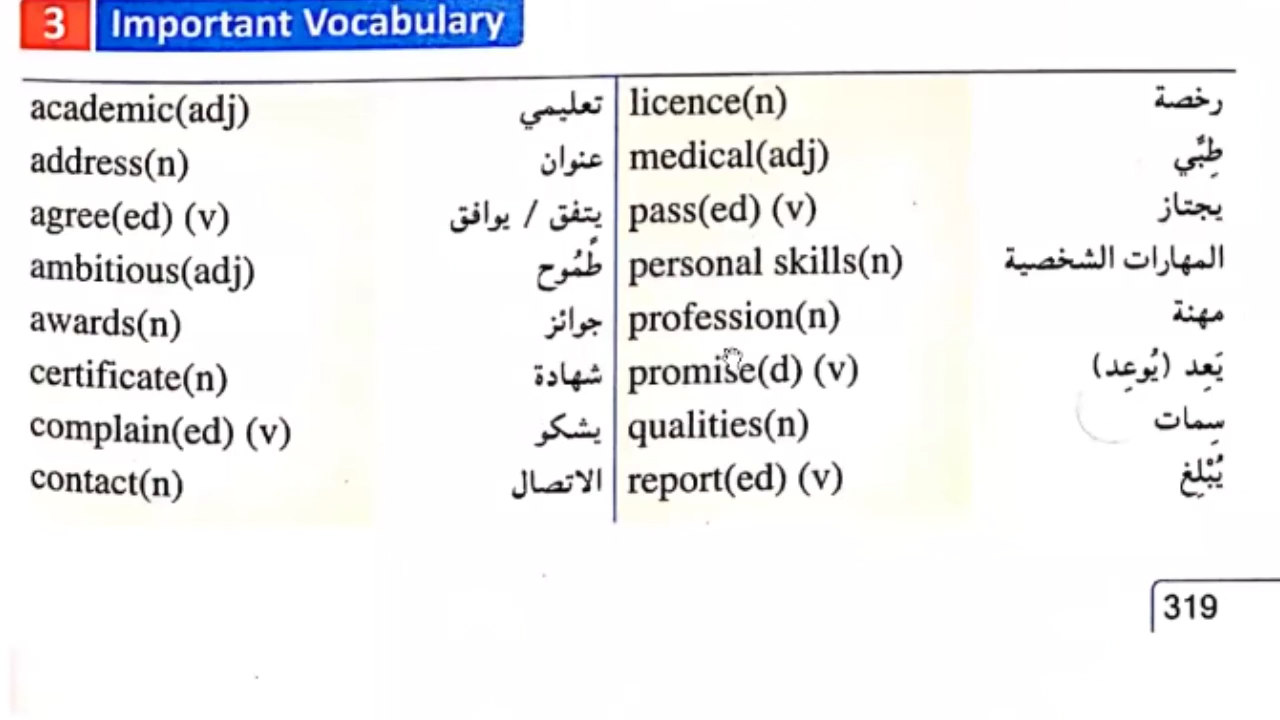 3 Important Vocabulary
academic(adj) تعليمي
address(n) عنوان
agree(ed) (v) يتفق / يوافق
ambitious(adj) طَُموح
awards(n) جوائز
certificate(n) شهادة
complain(ed) (v) يشكو
contact(n) الاتصال
licence(n) رخصة
medical(adj) طِبِّي
pass(ed) (v) يجتاز
personal skills(n) المهارات الشخصية
profession(n) مهنة
promise(d) (v) يَعِد (يُوعِد)
qualities(n) سِمات
report(ed) (v) يُبْلِغ
319